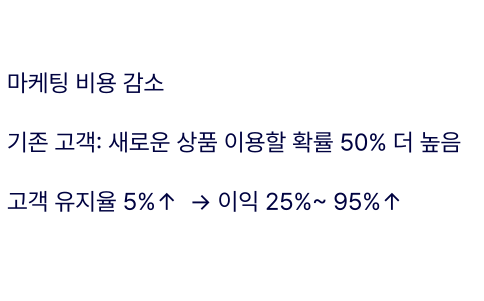 마케팅 비용 감소
기존 고객: 새로운 상품 이용할 확률 50% 더 높음
고객 유지율 5%↑ → 이익 25%~ 95%↑